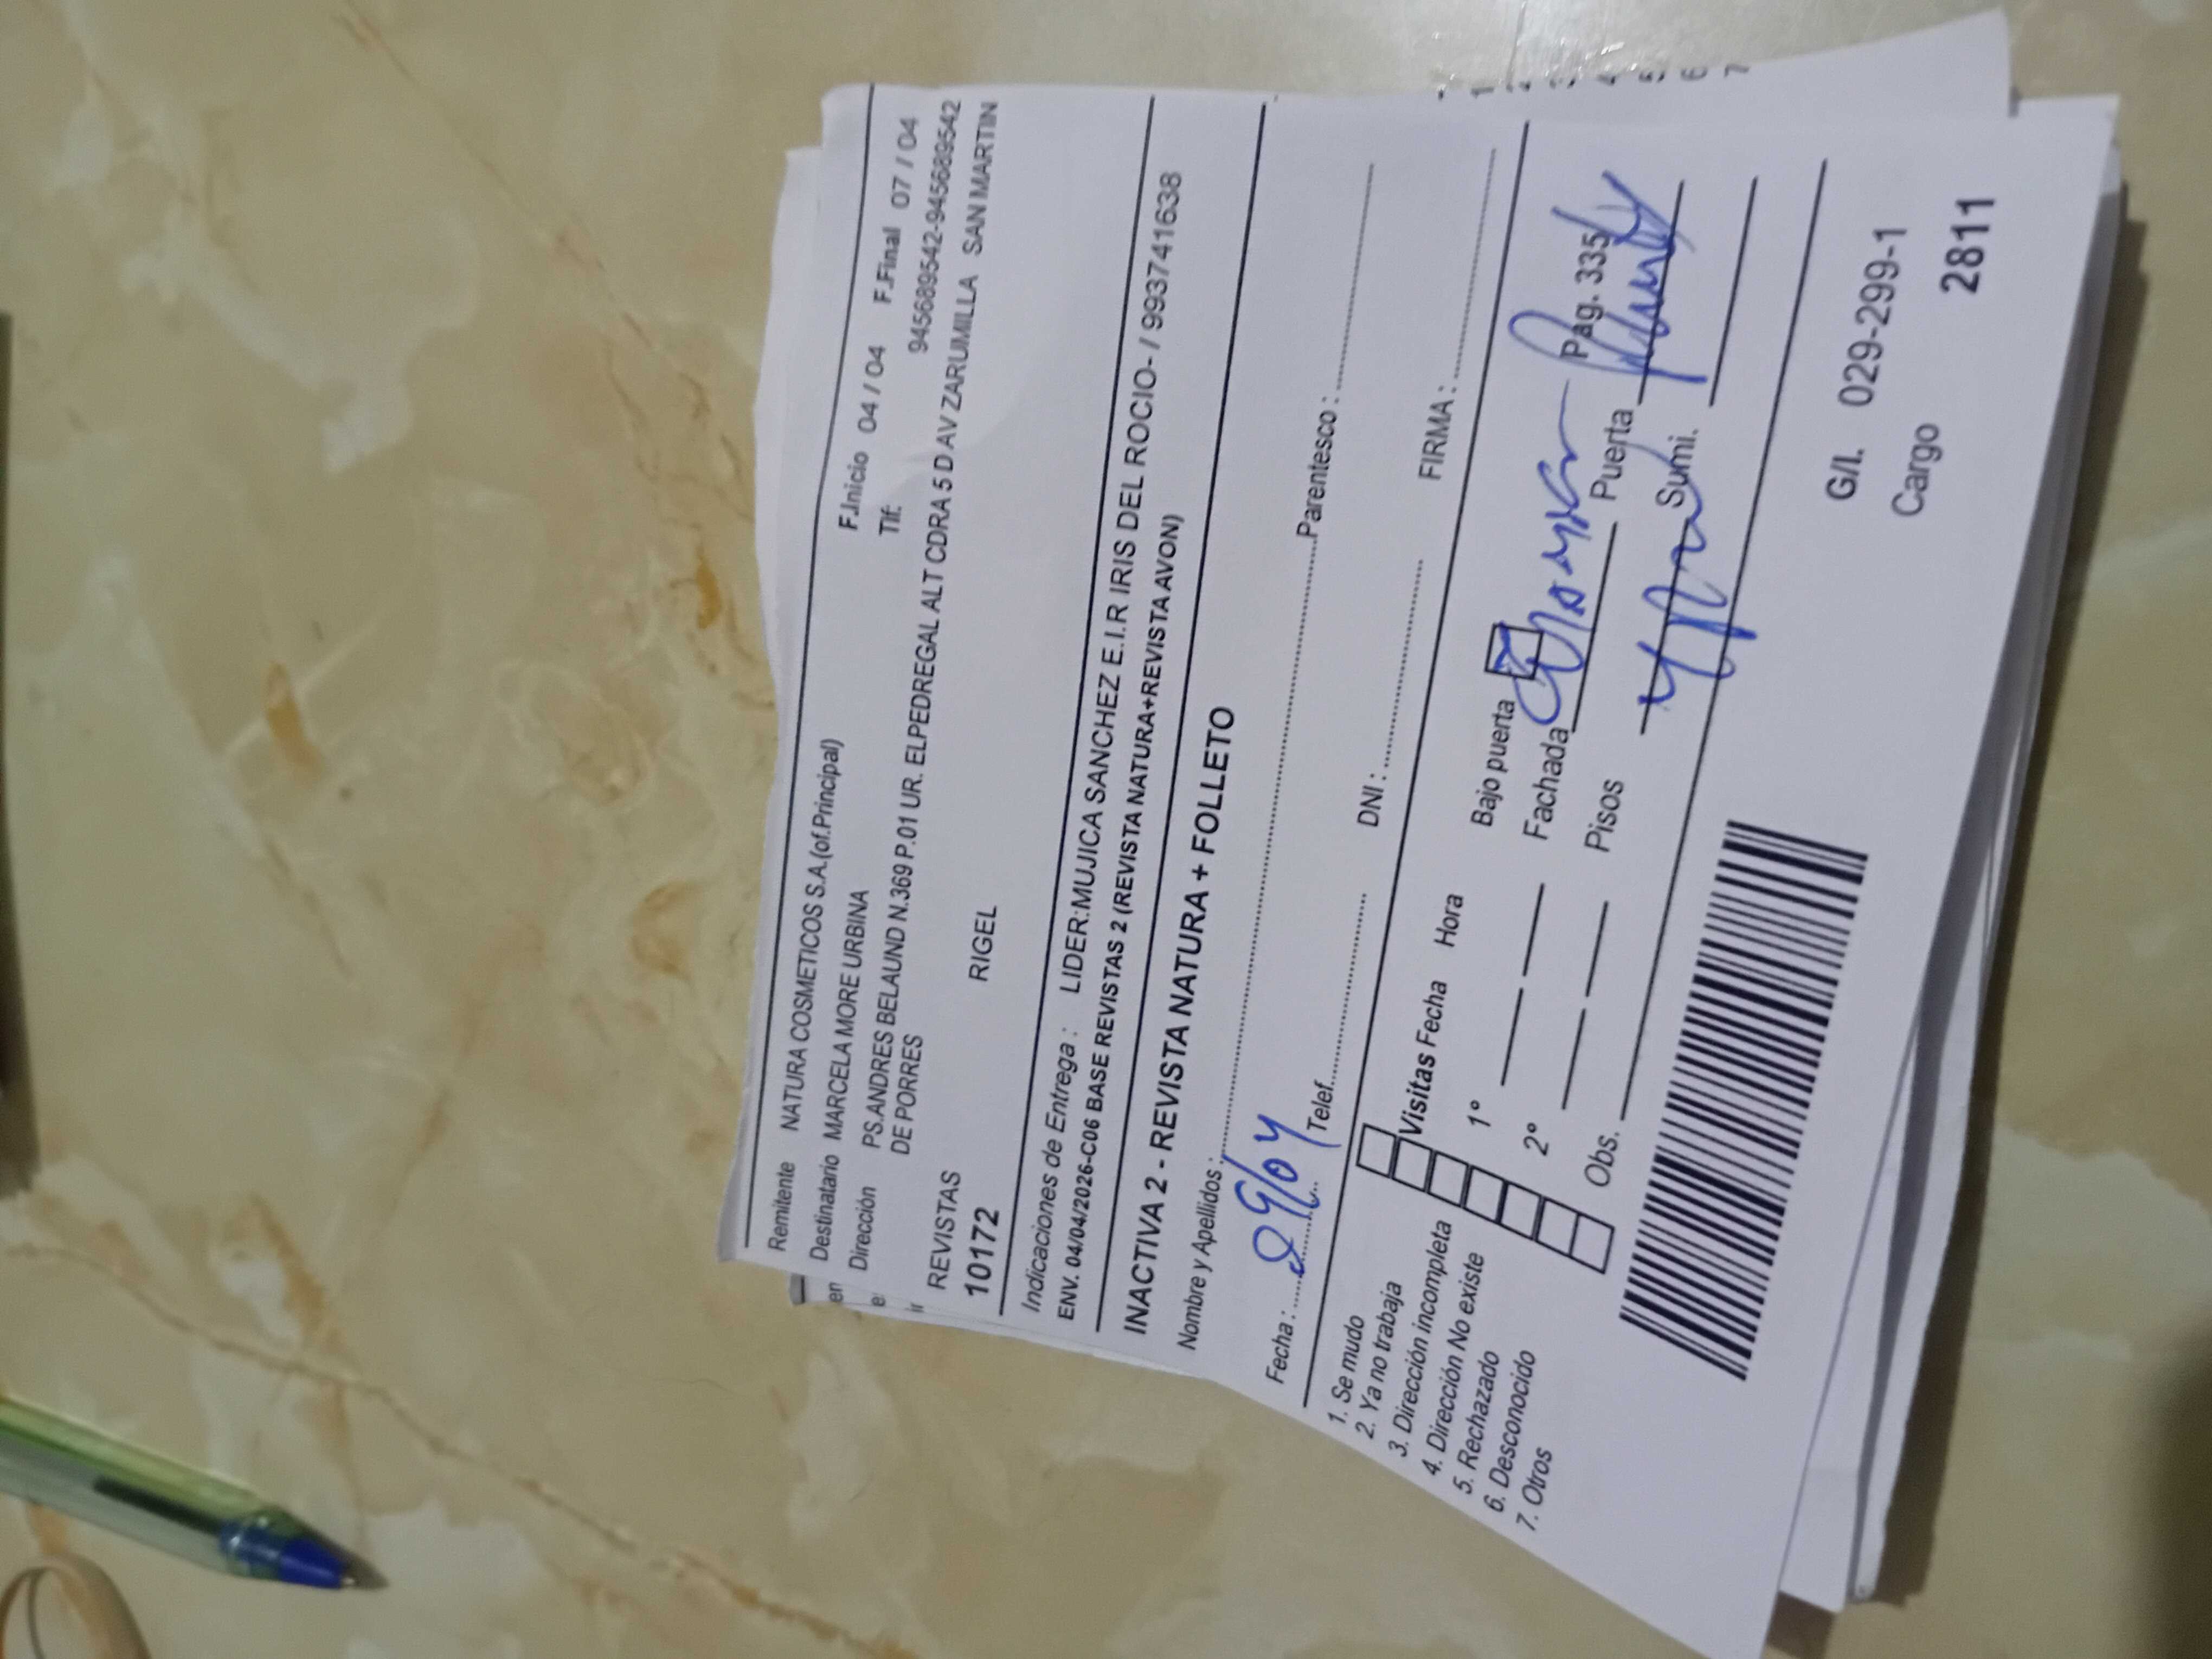 Remitente NATURA COSMETICOS S.A.(of.Principal) F.Inicio 04 / 04 F.Final 07 / 04
Destinatario MARCELA MORE URBINA Tlf. 945689542-945689542
Dirección PS.ANDRES BELAUND N.369 P.01 UR. ELPEDREGAL ALT CDRA 5 D AV ZARUMILLA SAN MARTIN
DE PORRES
REVISTAS
10172 RIGEL
Indicaciones de Entrega : LIDER:MUJICA SANCHEZ E.I.R IRIS DEL ROCIO- / 993741638
ENV. 04/04/2026-C06 BASE REVISTAS 2 (REVISTA NATURA+REVISTA AVON)
INACTIVA 2 - REVISTA NATURA + FOLLETO
Nombre y Apellidos : Parentesco :
Fecha : Telef. DNI : FIRMA :
1. Se mudo
2. Ya no trabaja
3. Dirección incompleta
4. Dirección No existe
5. Rechazado
6. Desconocido
7. Otros
Visitas Fecha Hora
1°
2°
Obs.
Bajo puerta
Fachada Pag. 335
Pisos Puerta
Sumi.
G/I. 029-299-1
Cargo
2811